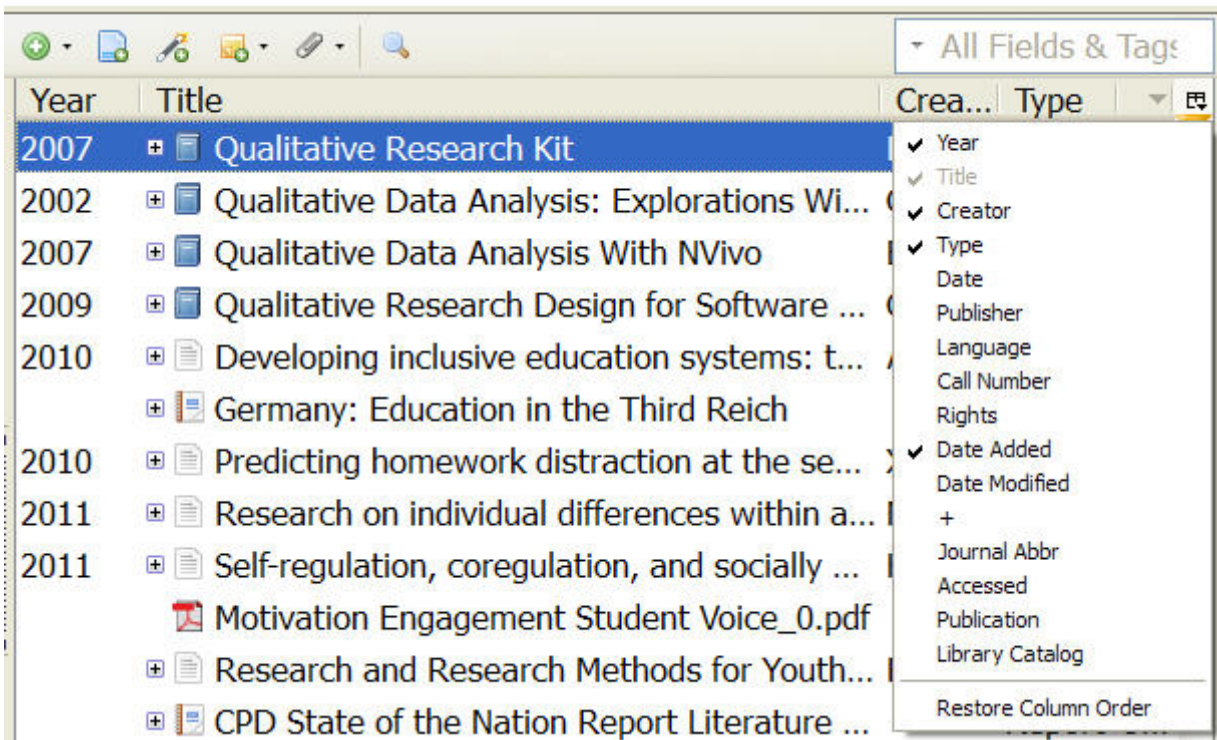 All Fields & Tags
Year Title Crea... Type
2007 Qualitative Research Kit
2002 Qualitative Data Analysis: Explorations Wi...
2007 Qualitative Data Analysis With NVivo
2009 Qualitative Research Design for Software ...
2010 Developing inclusive education systems: t...
Germany: Education in the Third Reich
2010 Predicting homework distraction at the se...
2011 Research on individual differences within a...
2011 Self-regulation, coregulation, and socially ...
Motivation Engagement Student Voice_0.pdf
Research and Research Methods for Youth...
CPD State of the Nation Report Literature ...
Year
Title
Creator
Type
Date
Publisher
Language
Call Number
Rights
Date Added
Date Modified
+
Journal Abbr
Accessed
Publication
Library Catalog
Restore Column Order